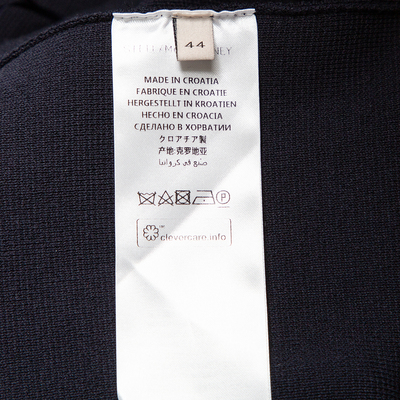 44
MADE IN CROATIA
FABRIQUE EN CROATIE
HERGESTELLT IN KROATIEN
HECHO EN CROACIA
СДЕЛАНО В ХОРВАТИИ
クロアチア製
产地:克罗地亚
صنع في كرواتيا
P
clevercare.info